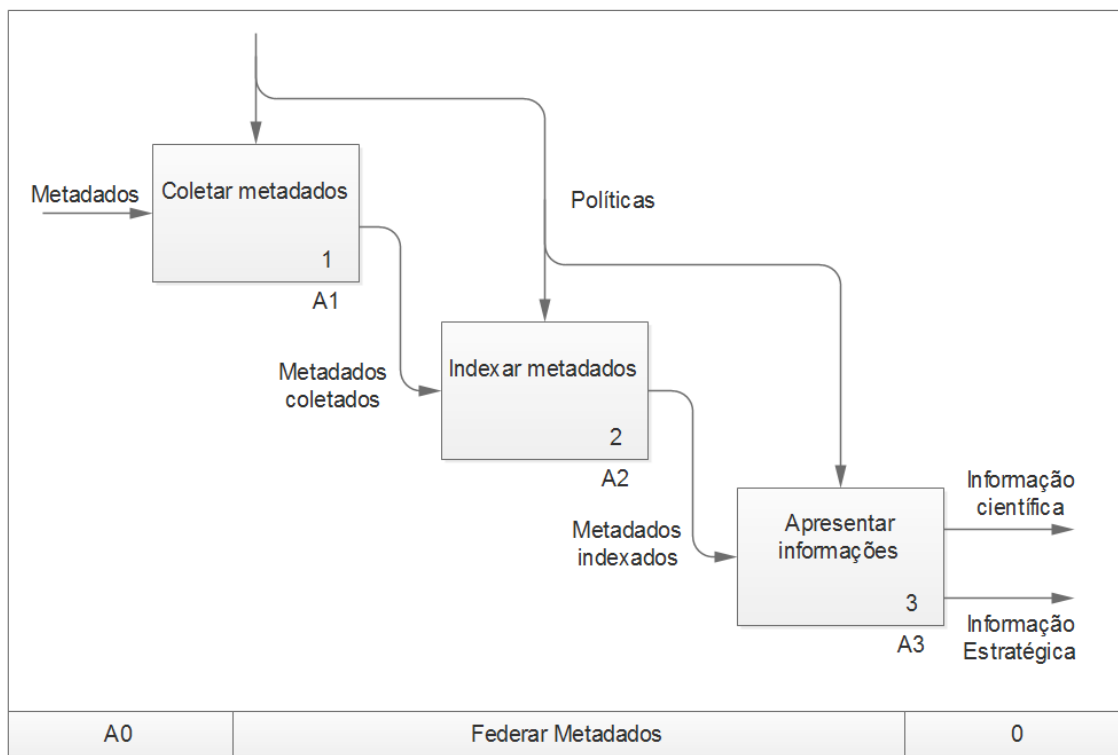 Metadados
Coletar metadados
1
A1
Políticas
Metadados
coletados
Indexar metadados
2
A2
Metadados
indexados
Apresentar
informações
3
A3
Informação
científica
Informação
Estratégica
A0
Federar Metadados
0